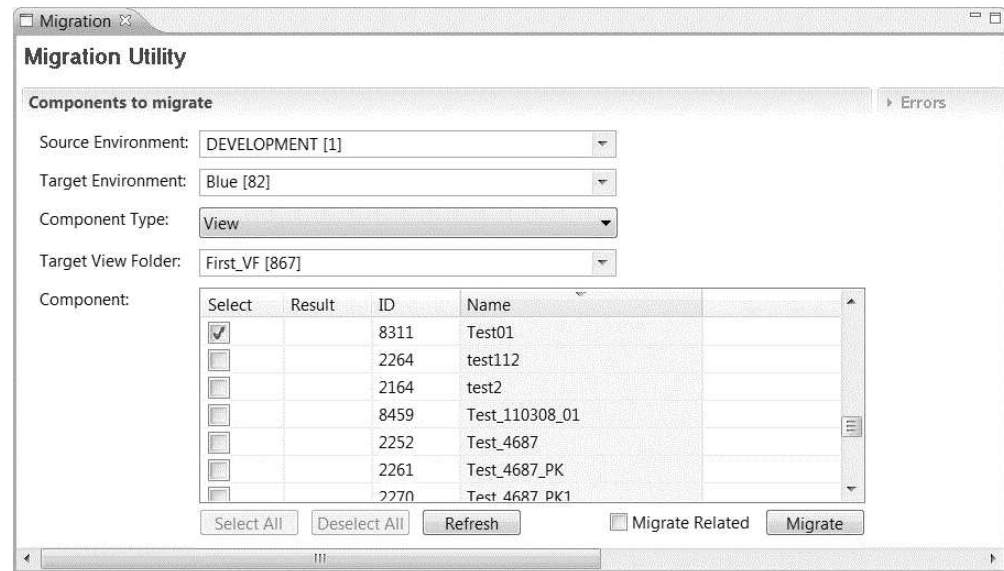 Migration
Migration Utility
Components to migrate
Errors
Source Environment: DEVELOPMENT [1]
Target Environment: Blue [82]
Component Type: View
Target View Folder: First_VF [867]
Component:
Select Result ID Name
8311 Test01
2264 test112
2164 test2
8459 Test_110308_01
2252 Test_4687
2261 Test_4687_PK
2270 Test_4687_PK1
Select All Deselect All Refresh Migrate Related Migrate